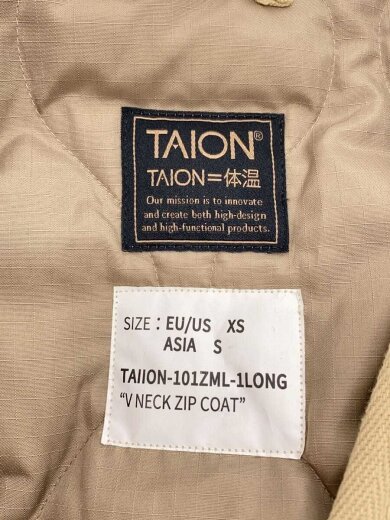 TAION®
TAION=体温
Our mission is to innovate
and create both high-design
and high-functional products.
SIZE : EU/US XS
ASIA S
TAIION-101ZML-1LONG
“V NECK ZIP COAT”